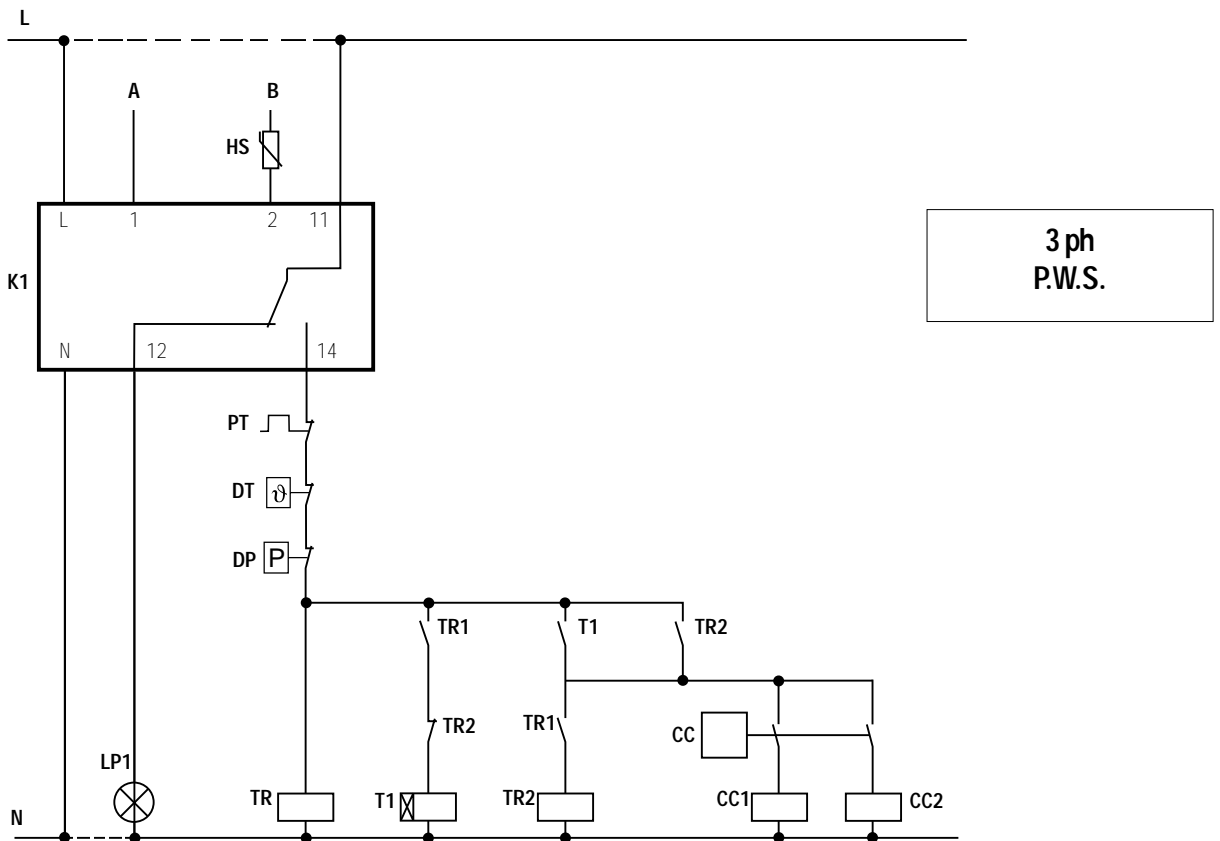 L
A
B
HS
L 1 2 11
3 ph
P.W.S.
K1
N 12 14
PT
DT ϑ
DP P
TR1 T1 TR2
TR2 TR1 CC
LP1
TR T1 TR2 CC1 CC2
N